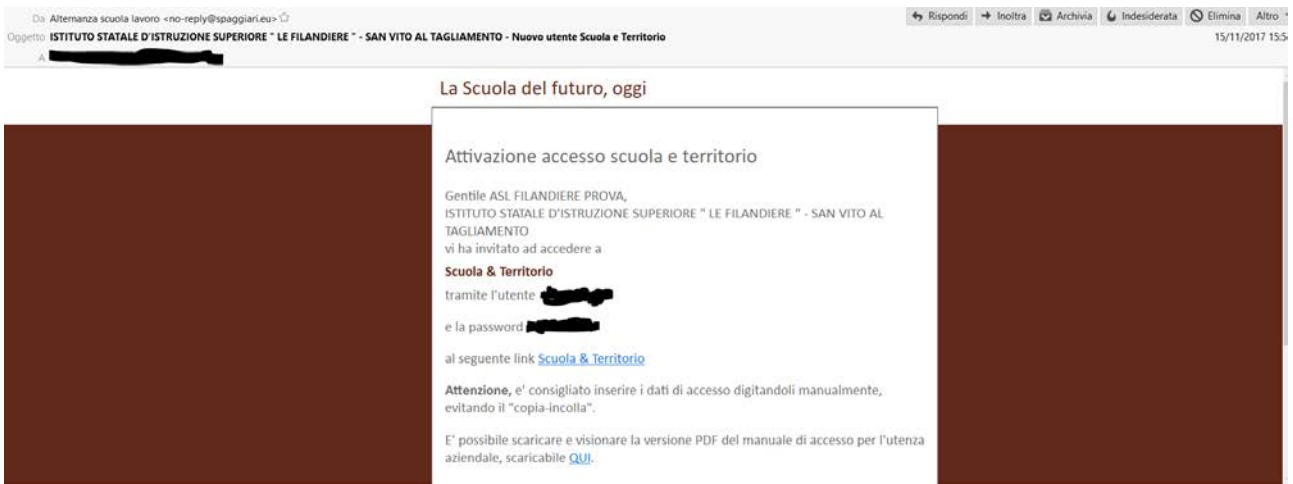 Da Alternanza scuola lavoro <no-reply@spaggiari.eu>
Rispondi Inoltra Archivia Indesiderata Elimina Altro
Oggetto ISTITUTO STATALE D'ISTRUZIONE SUPERIORE " LE FILANDIERE " - SAN VITO AL TAGLIAMENTO - Nuovo utente Scuola e Territorio
15/11/2017 15:5
A
La Scuola del futuro, oggi
Attivazione accesso scuola e territorio
Gentile ASL FILANDIERE PROVA,
ISTITUTO STATALE D'ISTRUZIONE SUPERIORE " LE FILANDIERE " - SAN VITO AL
TAGLIAMENTO
vi ha invitato ad accedere a
Scuola & Territorio
tramite l'utente
e la password
al seguente link Scuola & Territorio
Attenzione, e' consigliato inserire i dati di accesso digitandoli manualmente,
evitando il "copia-incolla".
E' possibile scaricare e visionare la versione PDF del manuale di accesso per l'utenza
aziendale, scaricabile QUI.